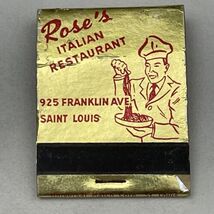 Rose's
ITALIAN
RESTAURANT
925 FRANKLIN AVE
SAINT LOUIS